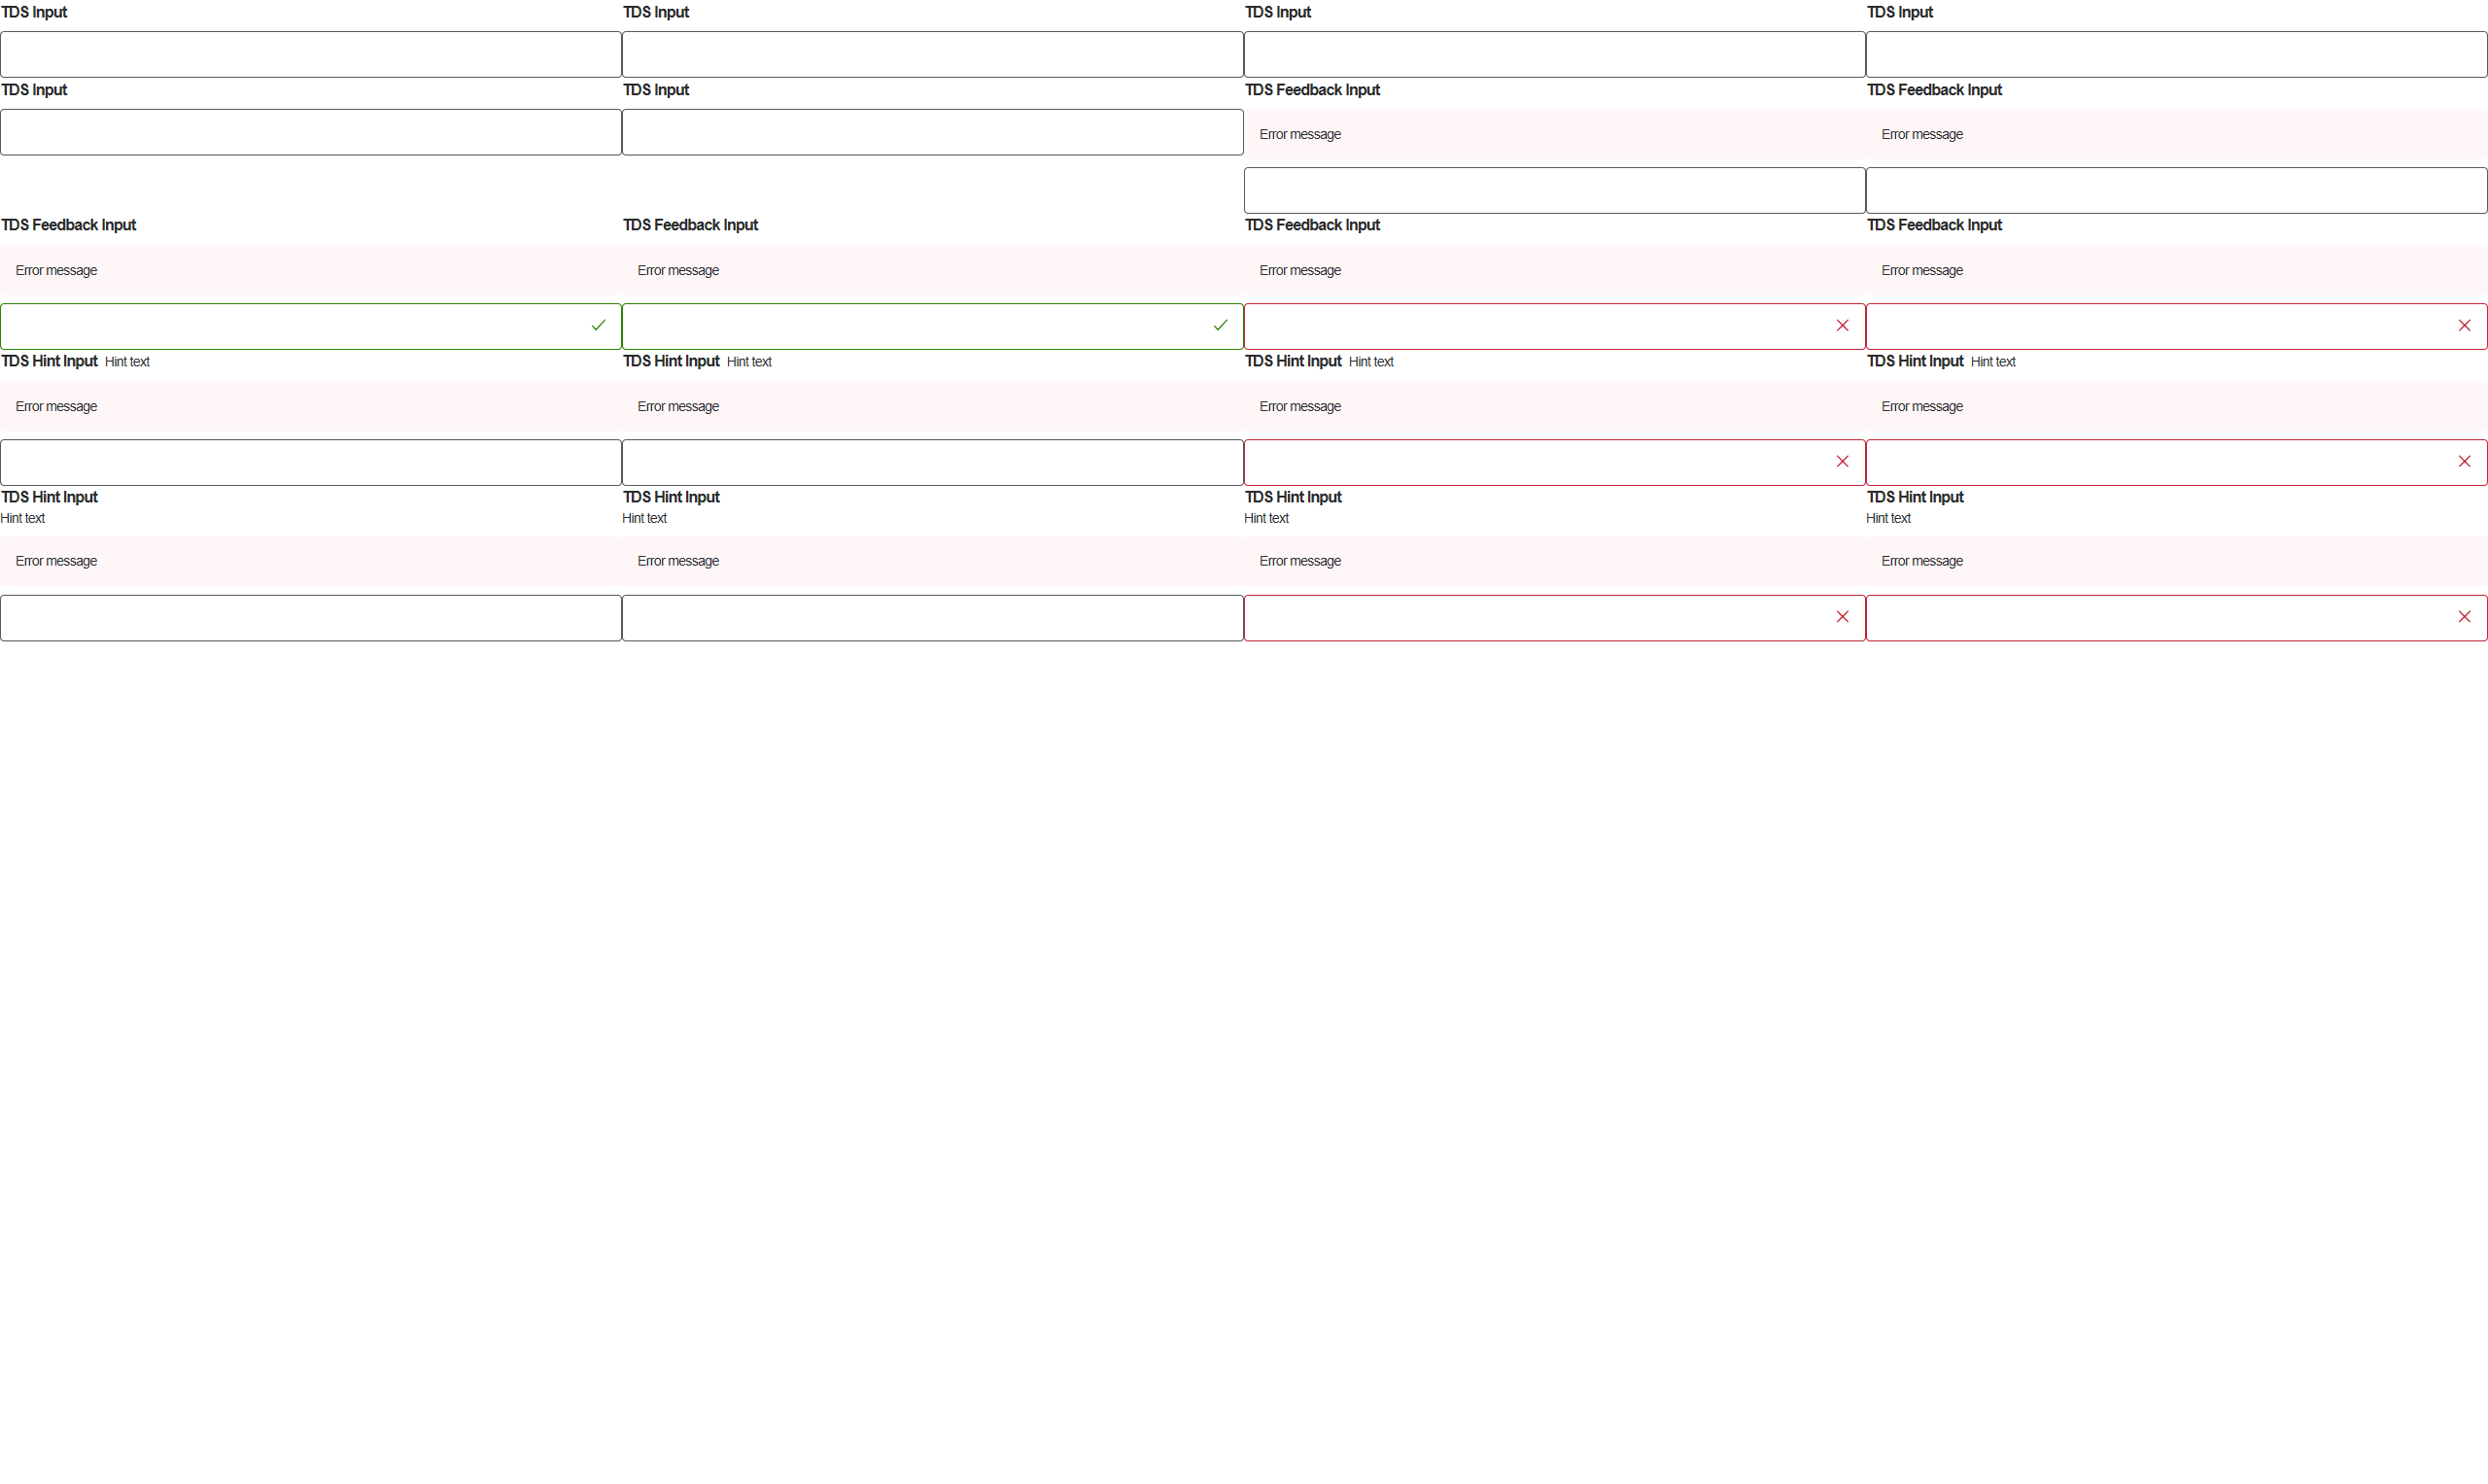 TDS Input TDS Input TDS Input TDS Input
TDS Input TDS Input TDS Feedback Input TDS Feedback Input
Error message Error message
TDS Feedback Input TDS Feedback Input TDS Feedback Input TDS Feedback Input
Error message Error message Error message Error message
TDS Hint Input Hint text TDS Hint Input Hint text TDS Hint Input Hint text TDS Hint Input Hint text
Error message Error message Error message Error message
TDS Hint Input TDS Hint Input TDS Hint Input TDS Hint Input
Hint text Hint text Hint text Hint text
Error message Error message Error message Error message